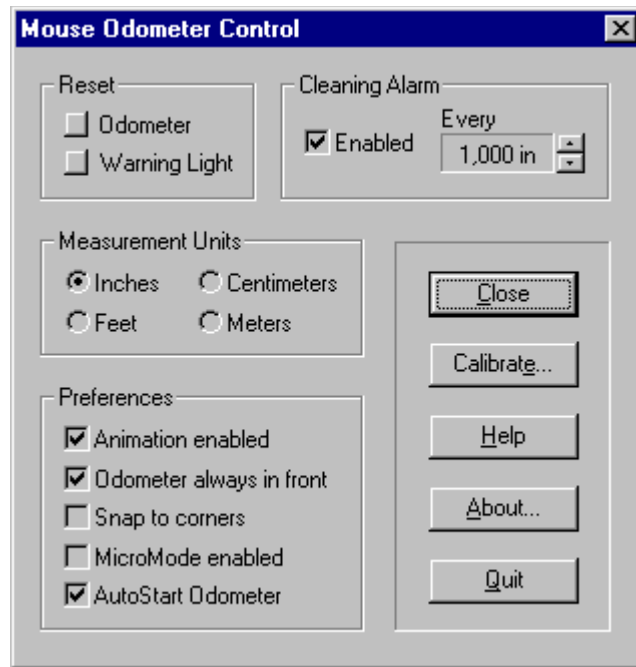 Mouse Odometer Control
Reset
Odometer
Warning Light
Cleaning Alarm
Enabled
Every
1,000 in
Measurement Units
Inches
Centimeters
Feet
Meters
Preferences
Animation enabled
Odometer always in front
Snap to corners
MicroMode enabled
AutoStart Odometer
Close
Calibrate...
Help
About...
Quit